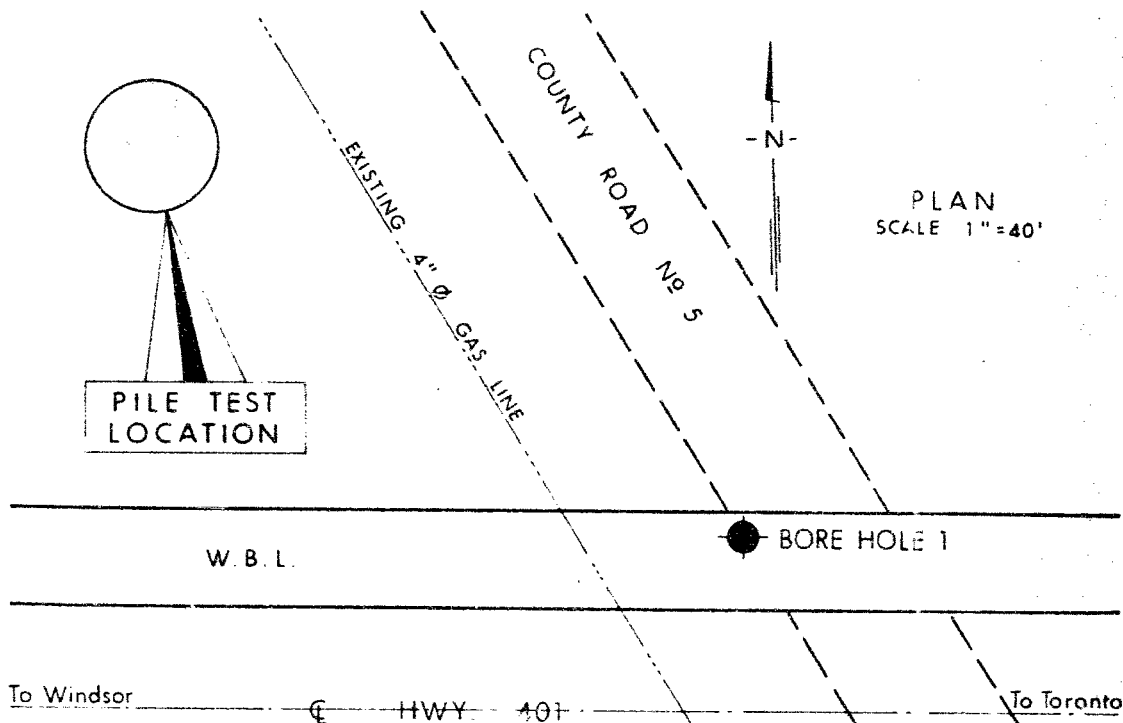 COUNTY ROAD Nº 5
EXISTING 4" Ø GAS LINE
-N-
PLAN
SCALE 1"=40'
PILE TEST
LOCATION
BORE HOLE 1
W.B.L.
To Windsor
℄ HWY. 401
To Toronto